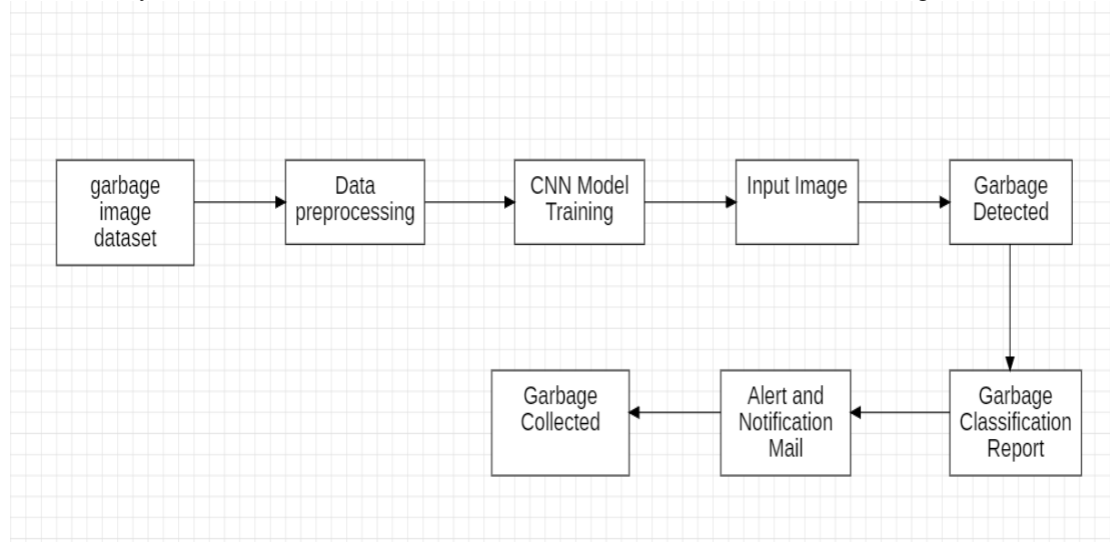 garbage
image
dataset
Data
preprocessing
CNN Model
Training
Input Image
Garbage
Detected
Garbage
Collected
Alert and
Notification
Mail
Garbage
Classification
Report